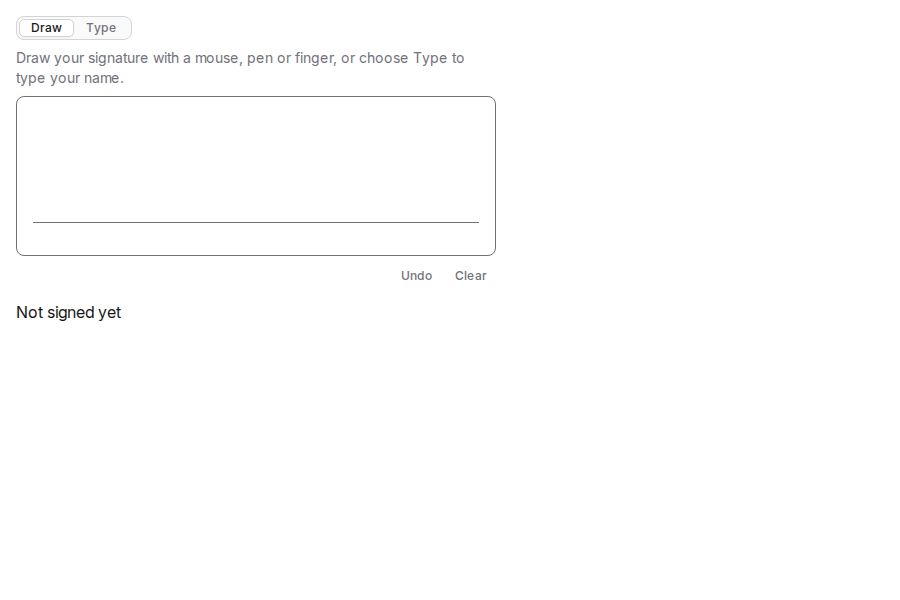 Draw Type
Draw your signature with a mouse, pen or finger, or choose Type to
type your name.
Undo Clear
Not signed yet